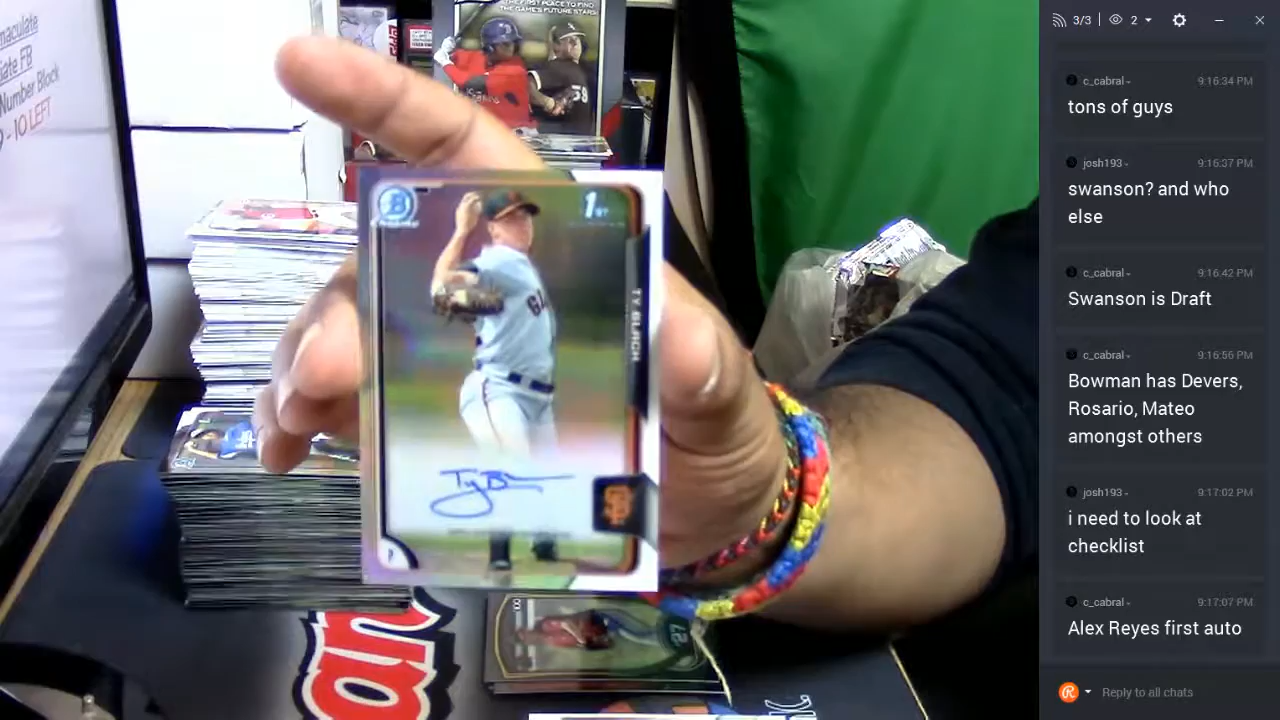 maculate
iate FB
Number Block
- 10 LEFT
THE FIRST PLACE TO FIND
THE GAME'S FUTURE STARS
1ST
TY BLACH
27
3/3
2
c_cabral
9:16:34 PM
tons of guys
josh193
9:16:37 PM
swanson? and who
else
c_cabral
9:16:42 PM
Swanson is Draft
c_cabral
9:16:56 PM
Bowman has Devers,
Rosario, Mateo
amongst others
josh193
9:17:02 PM
i need to look at
checklist
c_cabral
9:17:07 PM
Alex Reyes first auto
Reply to all chats